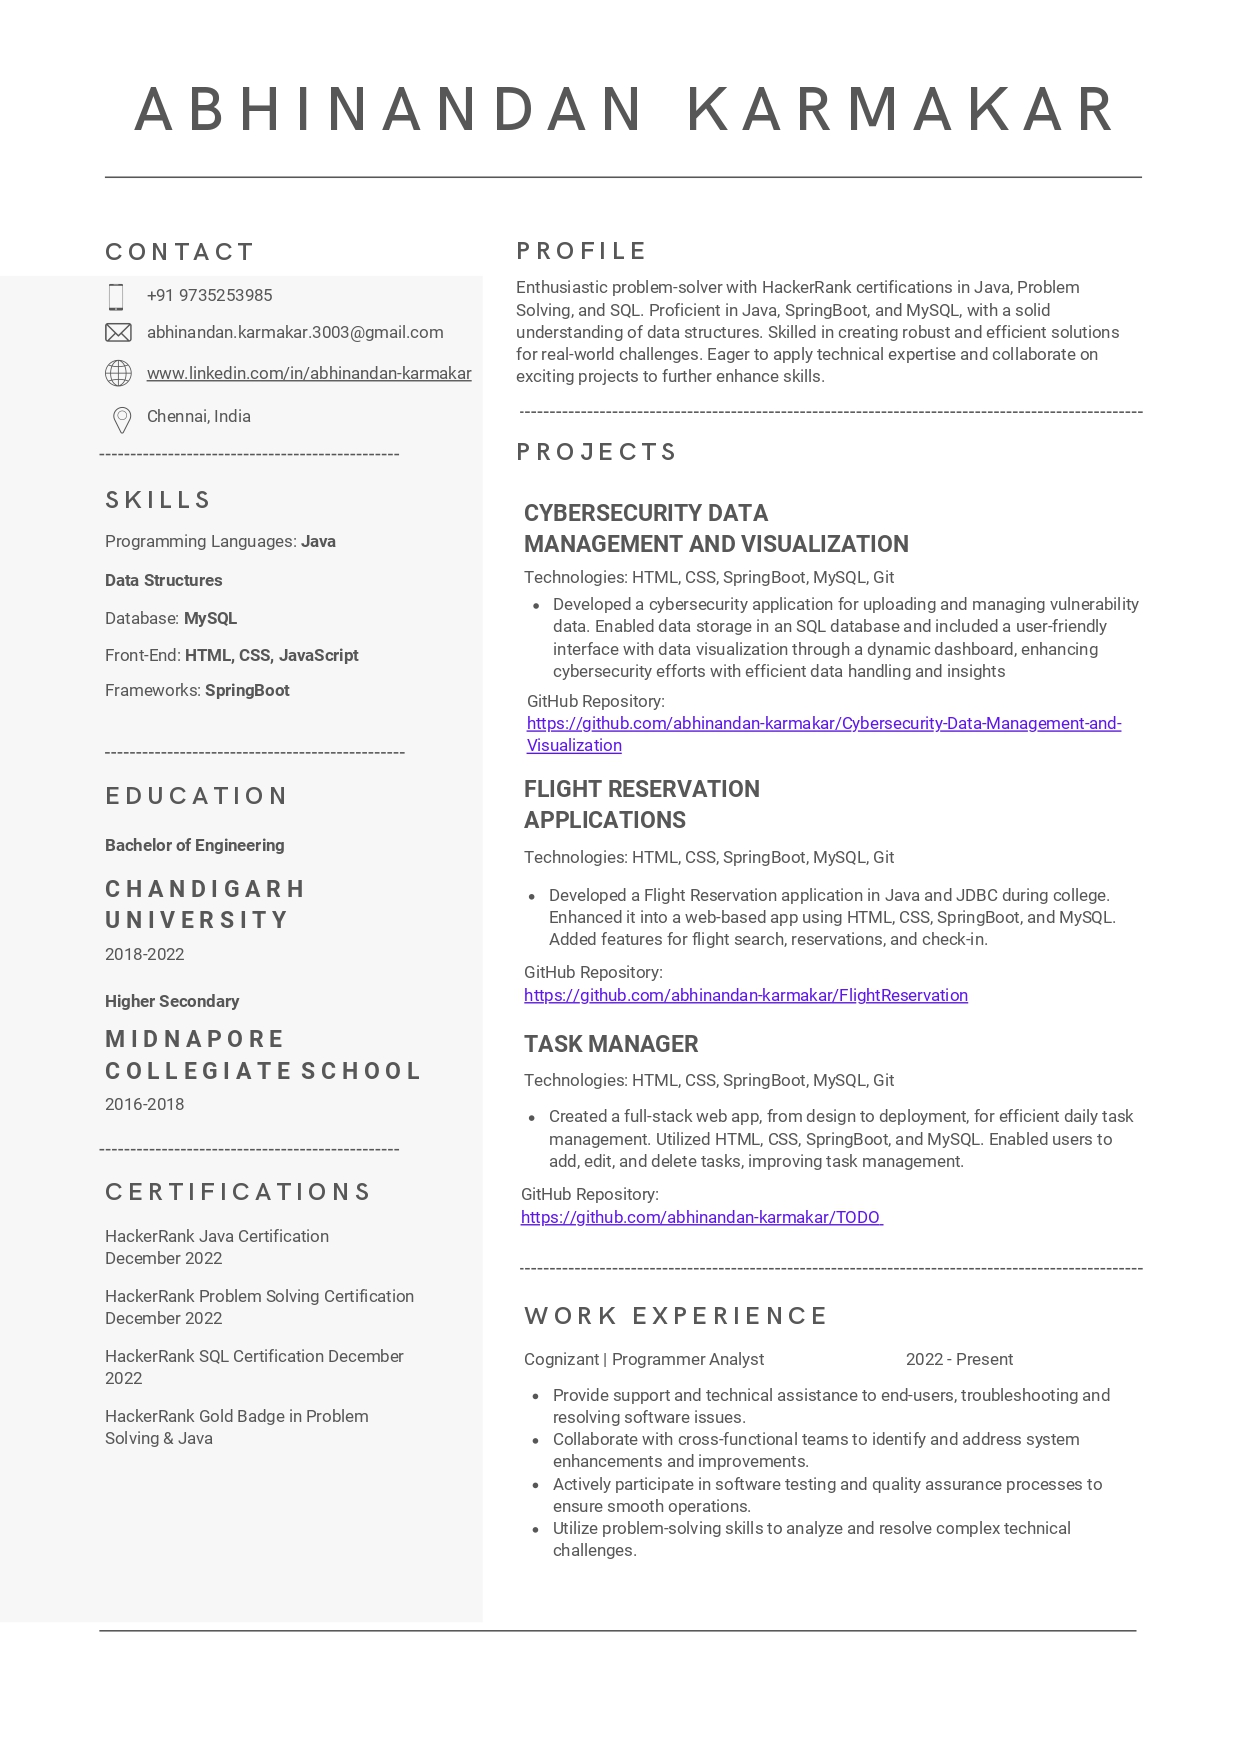 ABHINANDAN KARMAKAR
CONTACT
+91 9735253985
abhinandan.karmakar.3003@gmail.com
www.linkedin.com/in/abhinandan-karmakar
Chennai, India
------------------------------------------------
SKILLS
Programming Languages: Java
Data Structures
Database: MySQL
Front-End: HTML, CSS, JavaScript
Frameworks: SpringBoot
------------------------------------------------
EDUCATION
Bachelor of Engineering
CHANDIGARH
UNIVERSITY
2018-2022
Higher Secondary
MIDNAPORE
COLLEGIATE SCHOOL
2016-2018
------------------------------------------------
CERTIFICATIONS
HackerRank Java Certification
December 2022
HackerRank Problem Solving Certification
December 2022
HackerRank SQL Certification December
2022
HackerRank Gold Badge in Problem
Solving & Java
PROFILE
Enthusiastic problem-solver with HackerRank certifications in Java, Problem
Solving, and SQL. Proficient in Java, SpringBoot, and MySQL, with a solid
understanding of data structures. Skilled in creating robust and efficient solutions
for real-world challenges. Eager to apply technical expertise and collaborate on
exciting projects to further enhance skills.
----------------------------------------------------------------------------------------------------
PROJECTS
CYBERSECURITY DATA
MANAGEMENT AND VISUALIZATION
Technologies: HTML, CSS, SpringBoot, MySQL, Git
• Developed a cybersecurity application for uploading and managing vulnerability
data. Enabled data storage in an SQL database and included a user-friendly
interface with data visualization through a dynamic dashboard, enhancing
cybersecurity efforts with efficient data handling and insights
GitHub Repository:
https://github.com/abhinandan-karmakar/Cybersecurity-Data-Management-and-
Visualization
FLIGHT RESERVATION
APPLICATIONS
Technologies: HTML, CSS, SpringBoot, MySQL, Git
• Developed a Flight Reservation application in Java and JDBC during college.
Enhanced it into a web-based app using HTML, CSS, SpringBoot, and MySQL.
Added features for flight search, reservations, and check-in.
GitHub Repository:
https://github.com/abhinandan-karmakar/FlightReservation
TASK MANAGER
Technologies: HTML, CSS, SpringBoot, MySQL, Git
• Created a full-stack web app, from design to deployment, for efficient daily task
management. Utilized HTML, CSS, SpringBoot, and MySQL. Enabled users to
add, edit, and delete tasks, improving task management.
GitHub Repository:
https://github.com/abhinandan-karmakar/TODO
----------------------------------------------------------------------------------------------------
WORK EXPERIENCE
Cognizant | Programmer Analyst 2022 - Present
• Provide support and technical assistance to end-users, troubleshooting and
resolving software issues.
• Collaborate with cross-functional teams to identify and address system
enhancements and improvements.
• Actively participate in software testing and quality assurance processes to
ensure smooth operations.
• Utilize problem-solving skills to analyze and resolve complex technical
challenges.